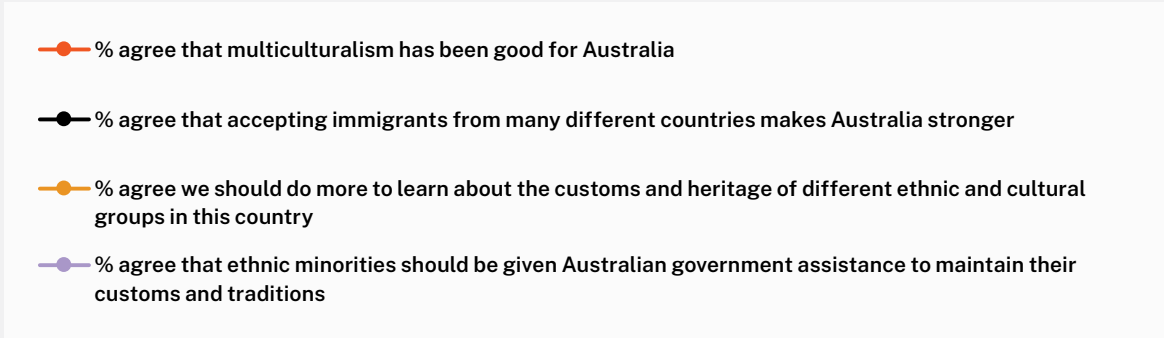 % agree that multiculturalism has been good for Australia
% agree that accepting immigrants from many different countries makes Australia stronger
% agree we should do more to learn about the customs and heritage of different ethnic and cultural
groups in this country
% agree that ethnic minorities should be given Australian government assistance to maintain their
customs and traditions